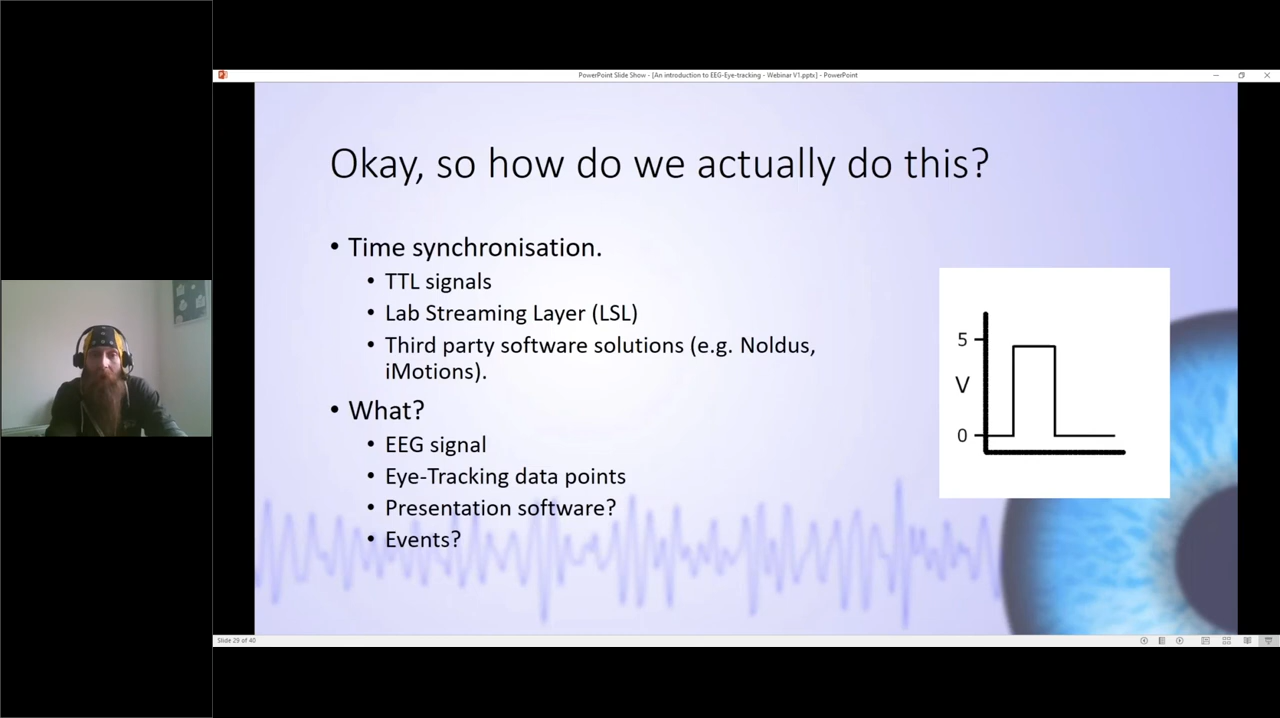 PowerPoint Slide Show - [An introduction to EEG-Eye-tracking - Webinar V1.pptx] - PowerPoint
Okay, so how do we actually do this?
• Time synchronisation.
• TTL signals
• Lab Streaming Layer (LSL)
• Third party software solutions (e.g. Noldus,
iMotions).
• What?
• EEG signal
• Eye-Tracking data points
• Presentation software?
• Events?
5
V
0
Slide 29 of 40